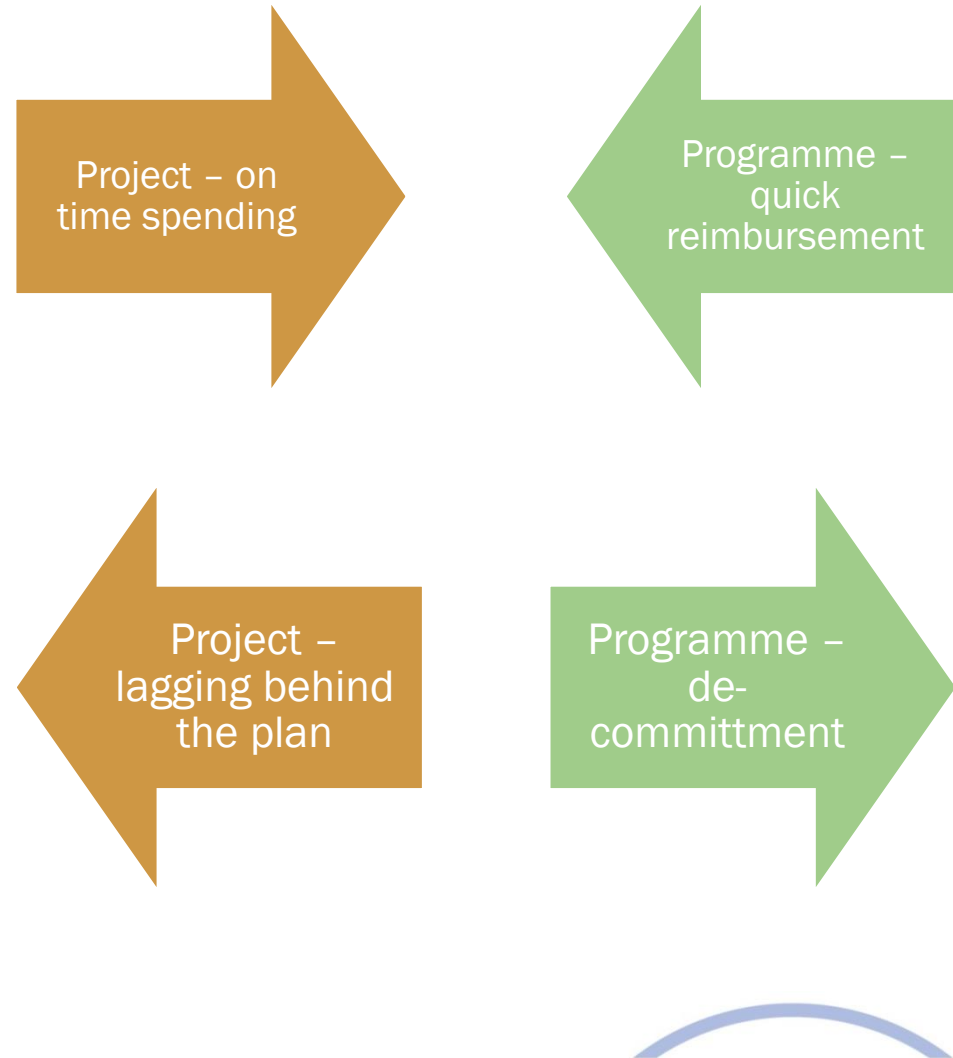 Project – on
time spending
Programme –
quick
reimbursement
Project –
lagging behind
the plan
Programme –
de-
committment